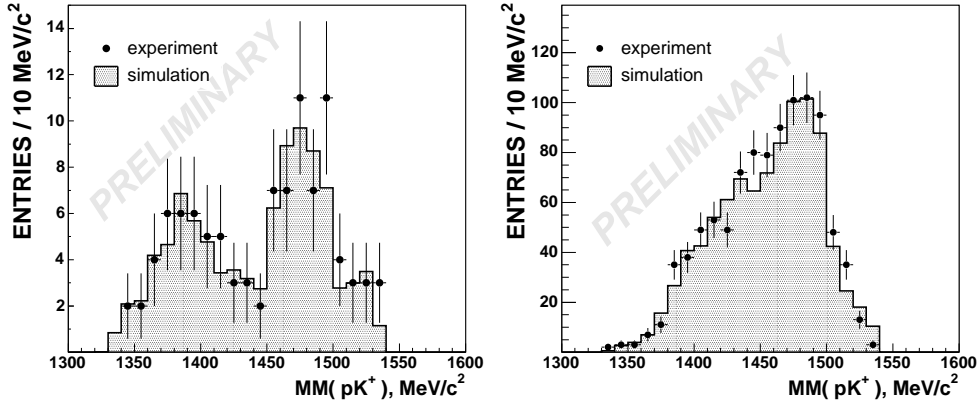 ENTRIES / 10 MeV/c²
14
12
10
8
6
4
2
experiment
simulation
PRELIMINARY
1300 1350 1400 1450 1500 1550 1600
MM( pK⁺ ), MeV/c²
ENTRIES / 10 MeV/c²
120
100
80
60
40
20
experiment
simulation
PRELIMINARY
1300 1350 1400 1450 1500 1550 1600
MM( pK⁺ ), MeV/c²